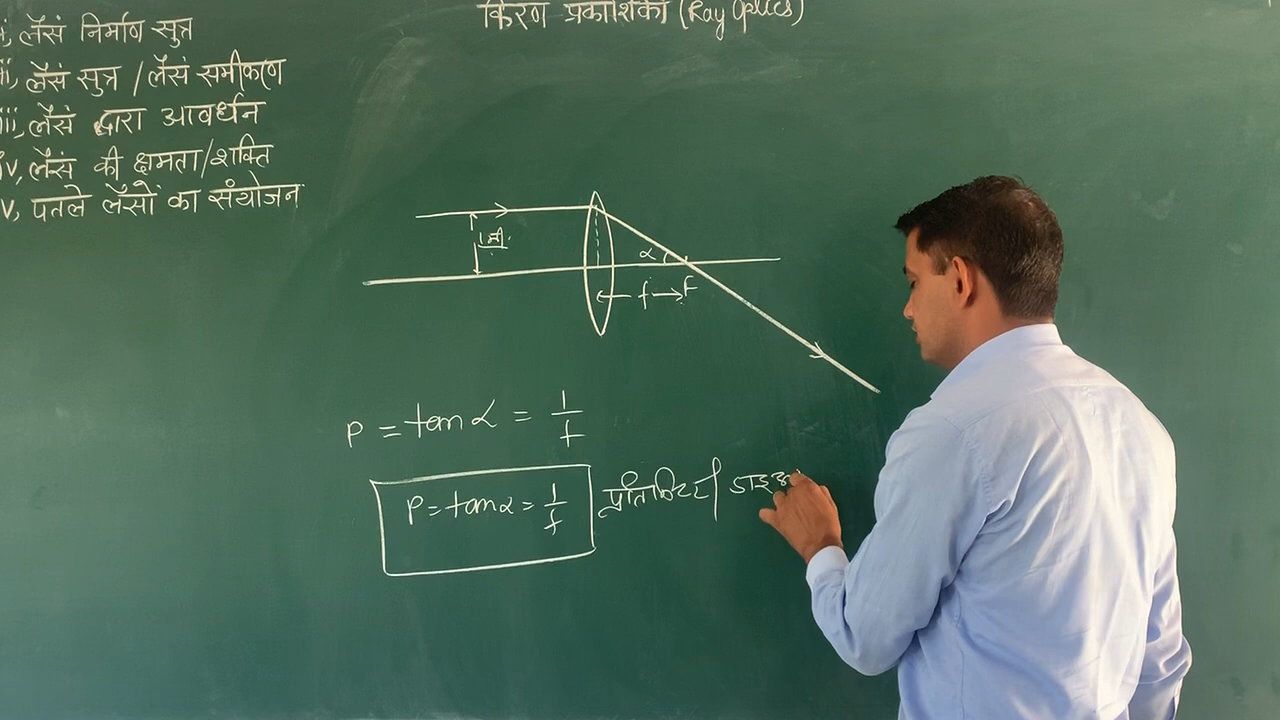 किरण प्रकाशिकी (Ray Optics)
i, लैंस निर्माण सुत्र
ii, लैंस सुत्र / लैंस समीकरण
iii, लैंस द्वारा आवर्धन
iv, लैंस की क्षमता/शक्ति
v, पतले लैंसों का संयोजन
1मी.
α
f
F
P = tan α = 1/f
P = tan α = 1/f प्रतिमीटर/